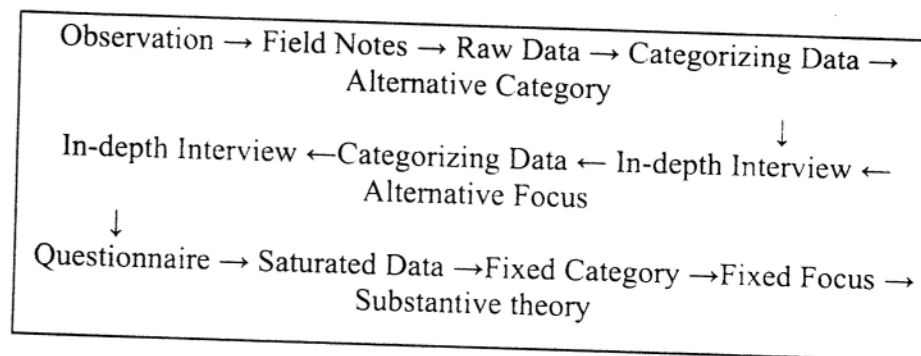 Observation → Field Notes → Raw Data → Categorizing Data →
Alternative Category
↓
In-depth Interview ←Categorizing Data ← In-depth Interview ←
Alternative Focus
↓
Questionnaire → Saturated Data →Fixed Category →Fixed Focus →
Substantive theory